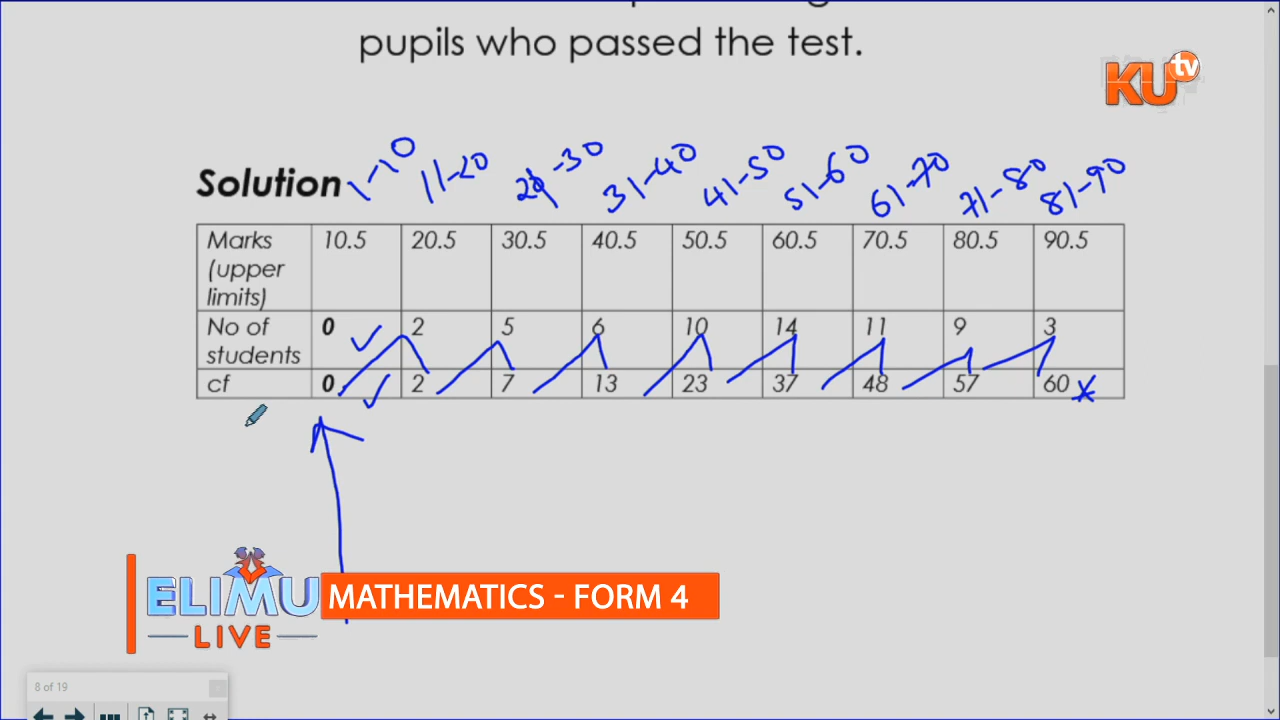 pupils who passed the test.
KU tv
Solution
1-10 11-20 21-30 31-40 41-50 51-60 61-70 71-80 81-90
Marks (upper limits) 10.5 20.5 30.5 40.5 50.5 60.5 70.5 80.5 90.5
No of students 0 2 5 6 10 14 11 9 3
cf 0 2 7 13 23 37 48 57 60
ELIMU
LIVE
MATHEMATICS - FORM 4
8 of 19